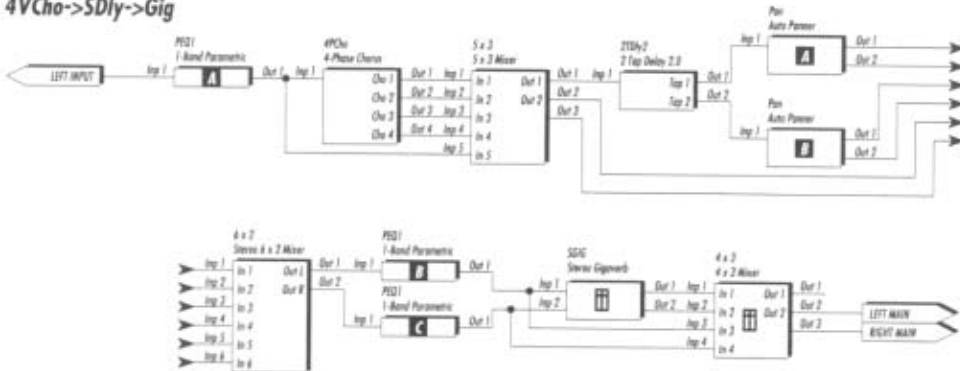 4VCho->SDly->Gig
LEFT INPUT
Inp 1
PEQ1
1-Band Parametric
A
Out 1
Inp 1
4PCho
4-Phase Chorus
Cho 1
Cho 2
Cho 3
Cho 4
Out 1
Out 2
Out 3
Out 4
Inp 1
Inp 2
Inp 3
Inp 4
Inp 5
5 x 3
5 x 3 Mixer
In 1
In 2
In 3
In 4
In 5
Out 1
Out 2
Out 1
Out 2
Out 3
Inp 1
2 Tap Delay 2.0
Tap 1
Tap 2
Out 1
Out 2
Inp 1
Pan
Auto Panner
A
Out 1
Out 2
Inp 1
Pan
Auto Panner
B
Out 1
Out 2
6 x 2
Stereo 6 x 2 Mixer
Inp 1
Inp 2
Inp 3
Inp 4
Inp 5
Inp 6
In 1
In 2
In 3
In 4
In 5
In 6
Out L
Out R
Out 1
Out 2
Inp 1
PEQ1
1-Band Parametric
B
Out 1
Inp 1
PEQ1
1-Band Parametric
C
Out 1
Inp 1
Inp 2
SGIG
Stereo Gigaverb
Out 1
Out 2
Inp 1
Inp 2
Inp 3
Inp 4
4 x 3
4 x 3 Mixer
In 1
In 2
In 3
In 4
Out 1
Out 2
Out 1
Out 2
Out 3
LEFT MAIN
RIGHT MAIN